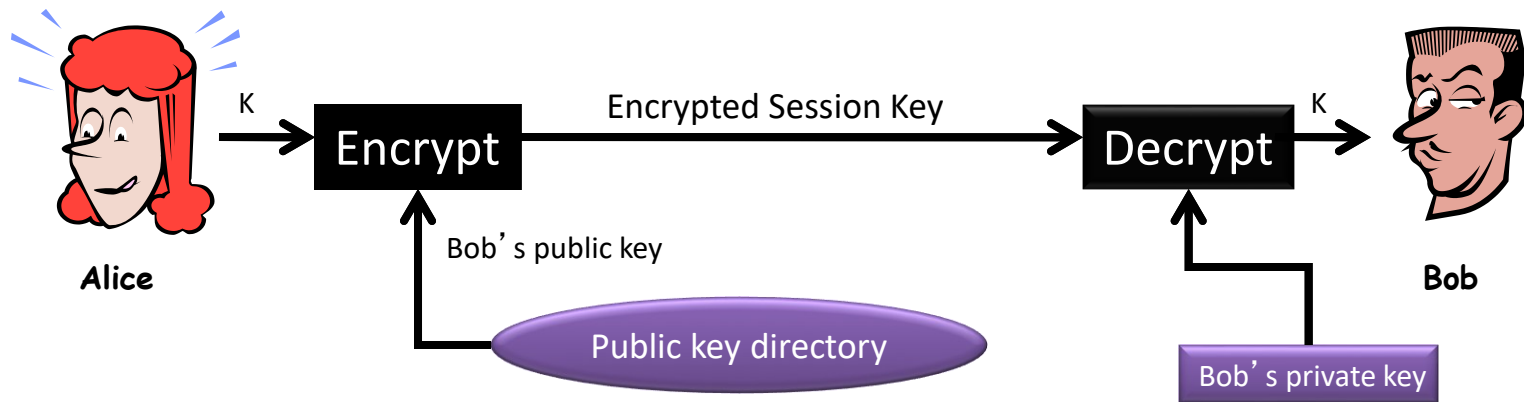 K
Encrypt
Encrypted Session Key
Decrypt
K
Alice
Bob’s public key
Bob
Public key directory
Bob’s private key